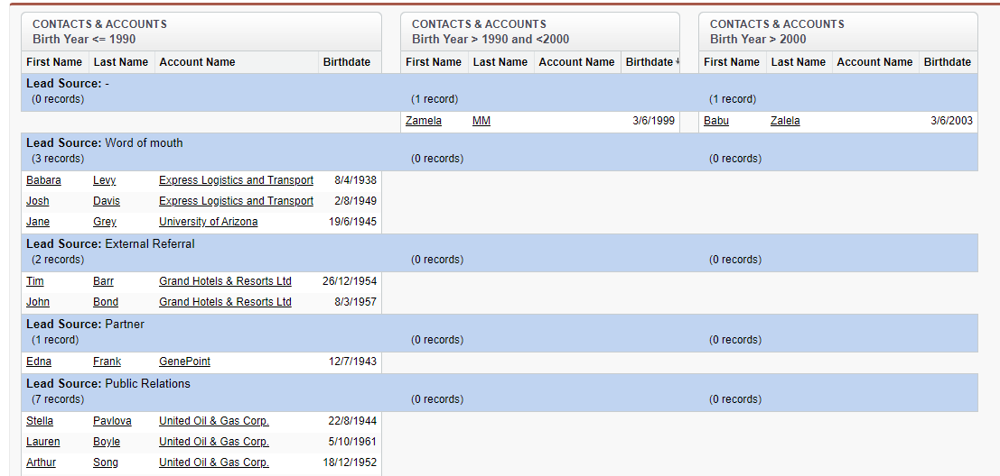 CONTACTS & ACCOUNTS CONTACTS & ACCOUNTS CONTACTS & ACCOUNTS
Birth Year <= 1990 Birth Year > 1990 and <2000 Birth Year > 2000
First Name Last Name Account Name Birthdate First Name Last Name Account Name Birthdate ↓ First Name Last Name Account Name Birthdate
Lead Source: -
(0 records) (1 record) (1 record)
Zamela MM 3/6/1999 Babu Zalela 3/6/2003
Lead Source: Word of mouth
(3 records) (0 records) (0 records)
Babara Levy Express Logistics and Transport 8/4/1938
Josh Davis Express Logistics and Transport 2/8/1949
Jane Grey University of Arizona 19/6/1945
Lead Source: External Referral
(2 records) (0 records) (0 records)
Tim Barr Grand Hotels & Resorts Ltd 26/12/1954
John Bond Grand Hotels & Resorts Ltd 8/3/1957
Lead Source: Partner
(1 record) (0 records) (0 records)
Edna Frank GenePoint 12/7/1943
Lead Source: Public Relations
(7 records) (0 records) (0 records)
Stella Pavlova United Oil & Gas Corp. 22/8/1944
Lauren Boyle United Oil & Gas Corp. 5/10/1961
Arthur Song United Oil & Gas Corp. 18/12/1952